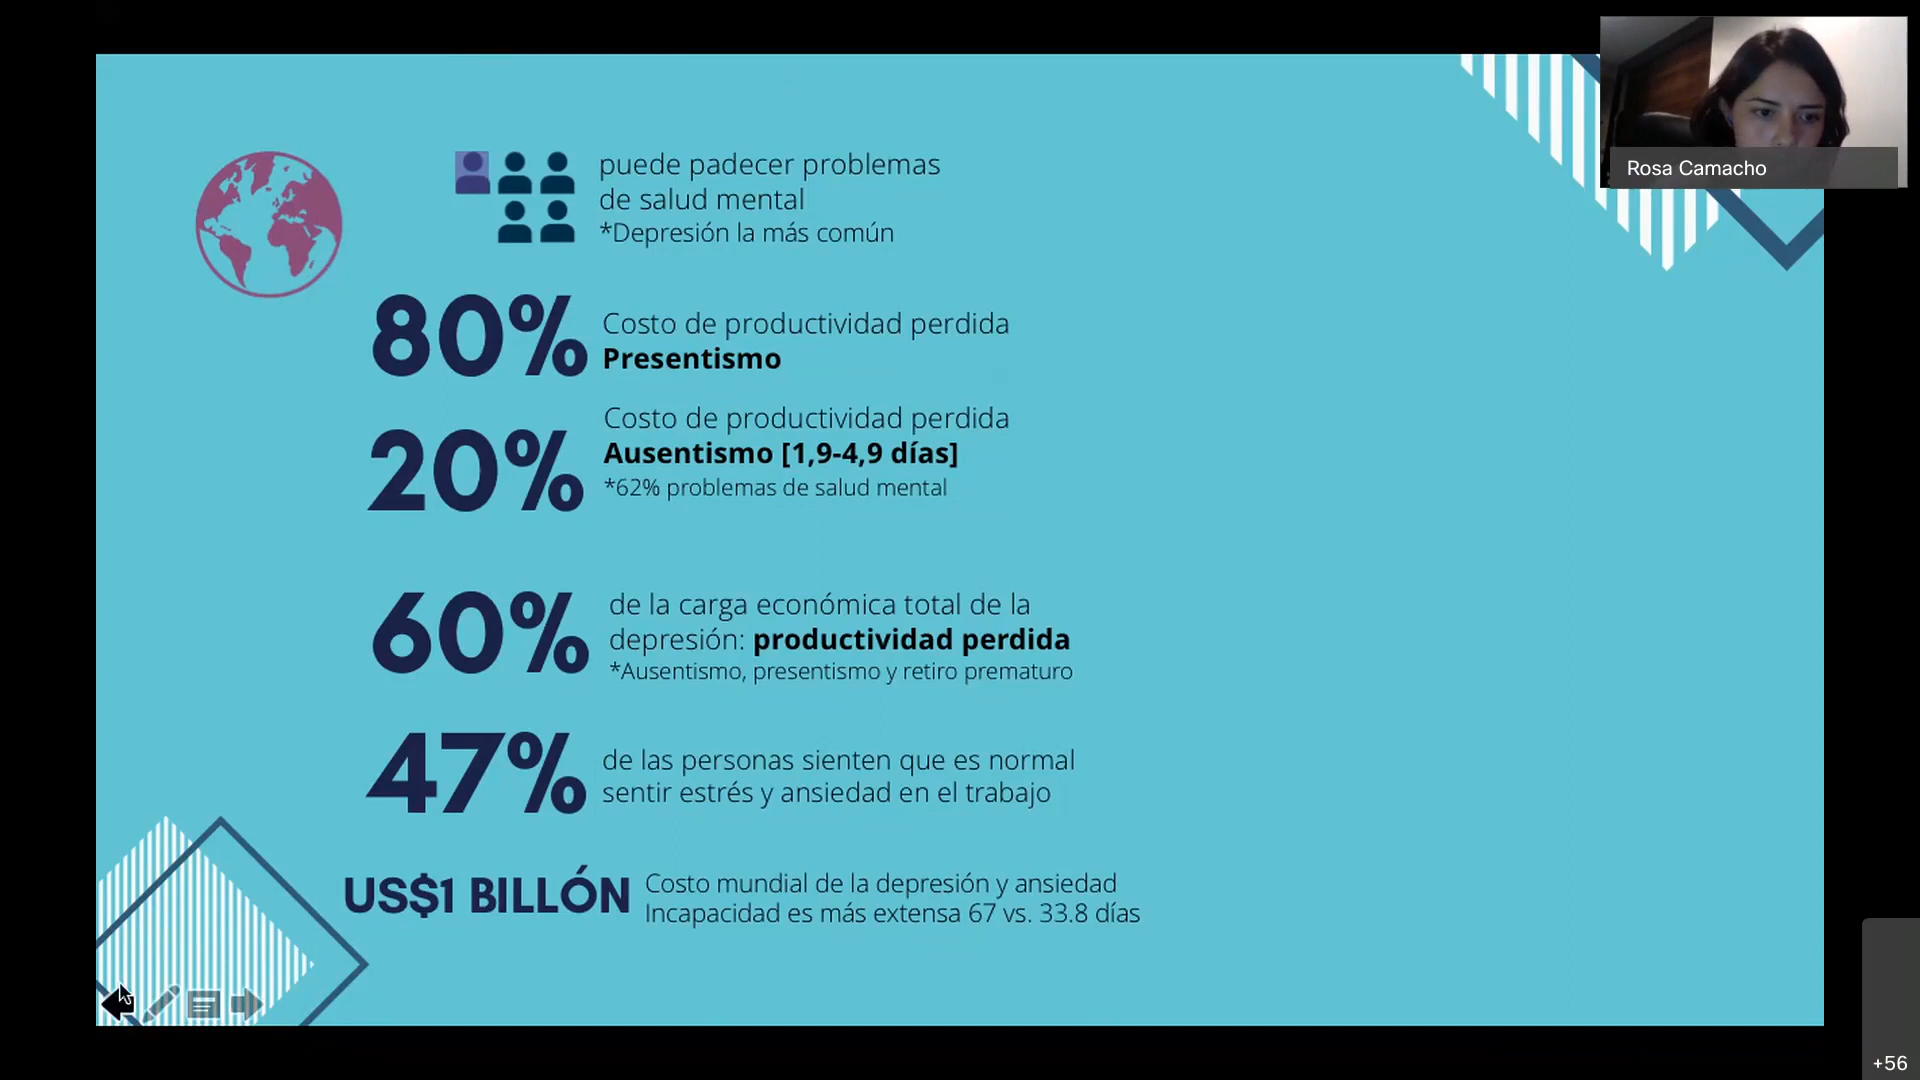 Rosa Camacho
puede padecer problemas
de salud mental
*Depresión la más común
80%
Costo de productividad perdida
Presentismo
20%
Costo de productividad perdida
Ausentismo [1,9-4,9 días]
*62% problemas de salud mental
60%
de la carga económica total de la
depresión: productividad perdida
*Ausentismo, presentismo y retiro prematuro
47%
de las personas sienten que es normal
sentir estrés y ansiedad en el trabajo
US$1 BILLÓN
Costo mundial de la depresión y ansiedad
Incapacidad es más extensa 67 vs. 33.8 días
+56